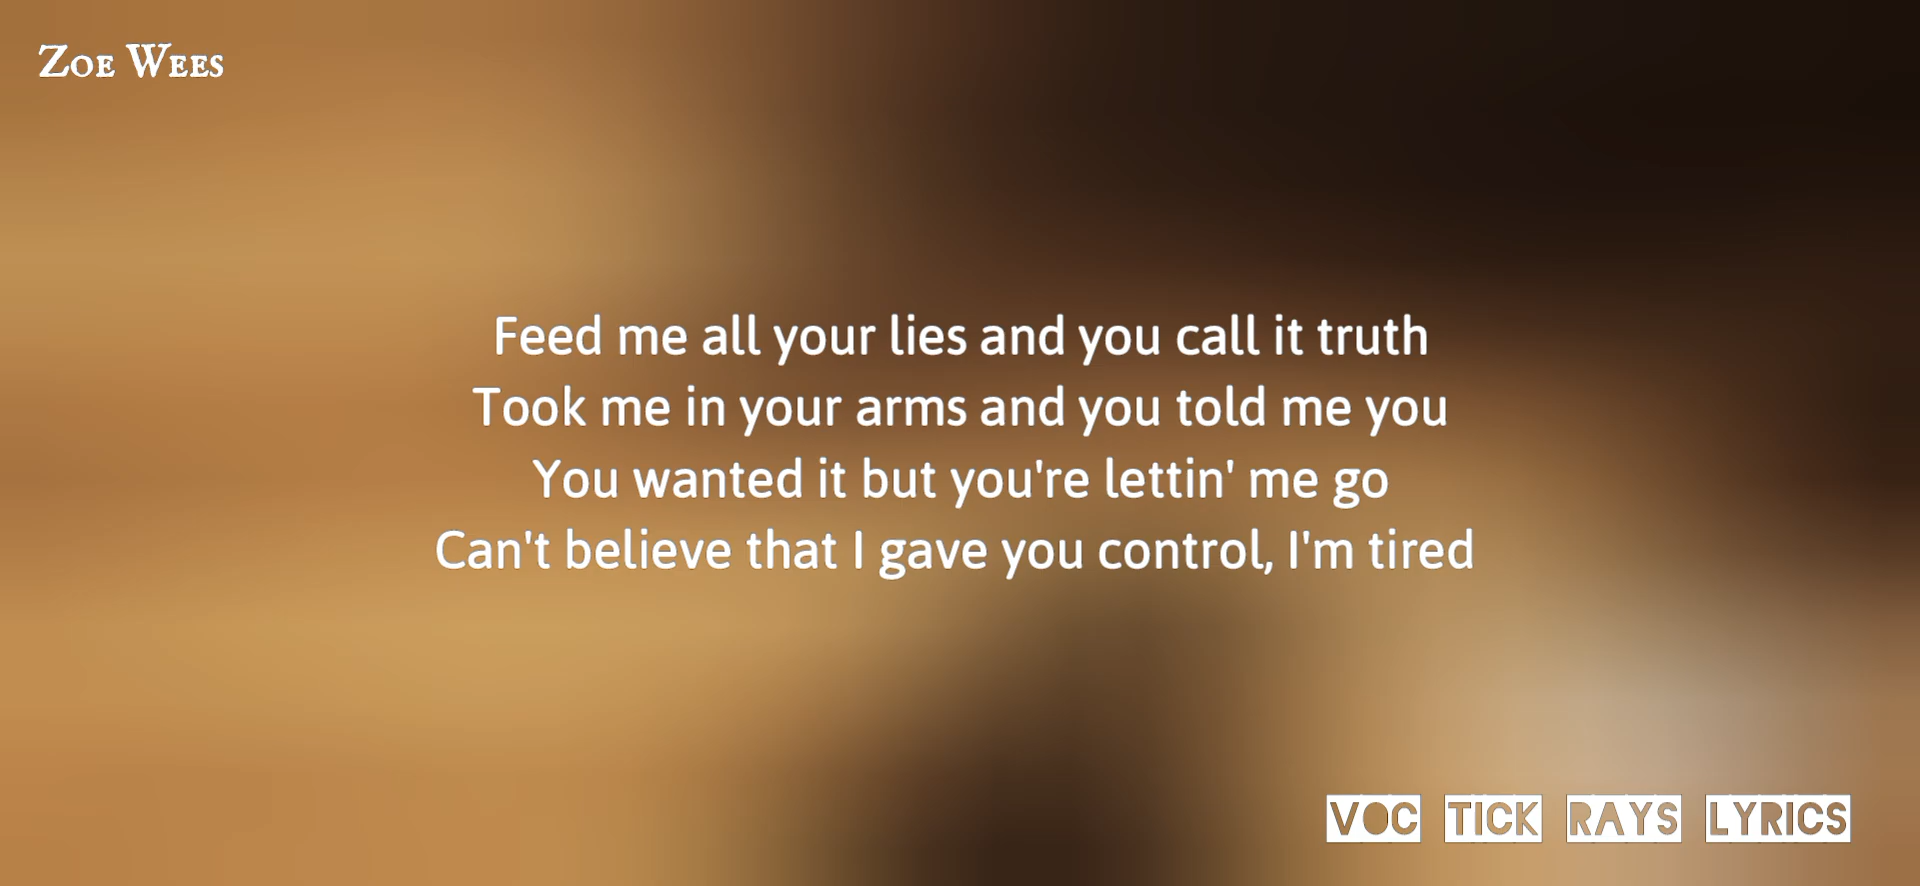 Zoe Wees
Feed me all your lies and you call it truth
Took me in your arms and you told me you
You wanted it but you're lettin' me go
Can't believe that I gave you control, I'm tired
VOC TICK RAYS LYRICS